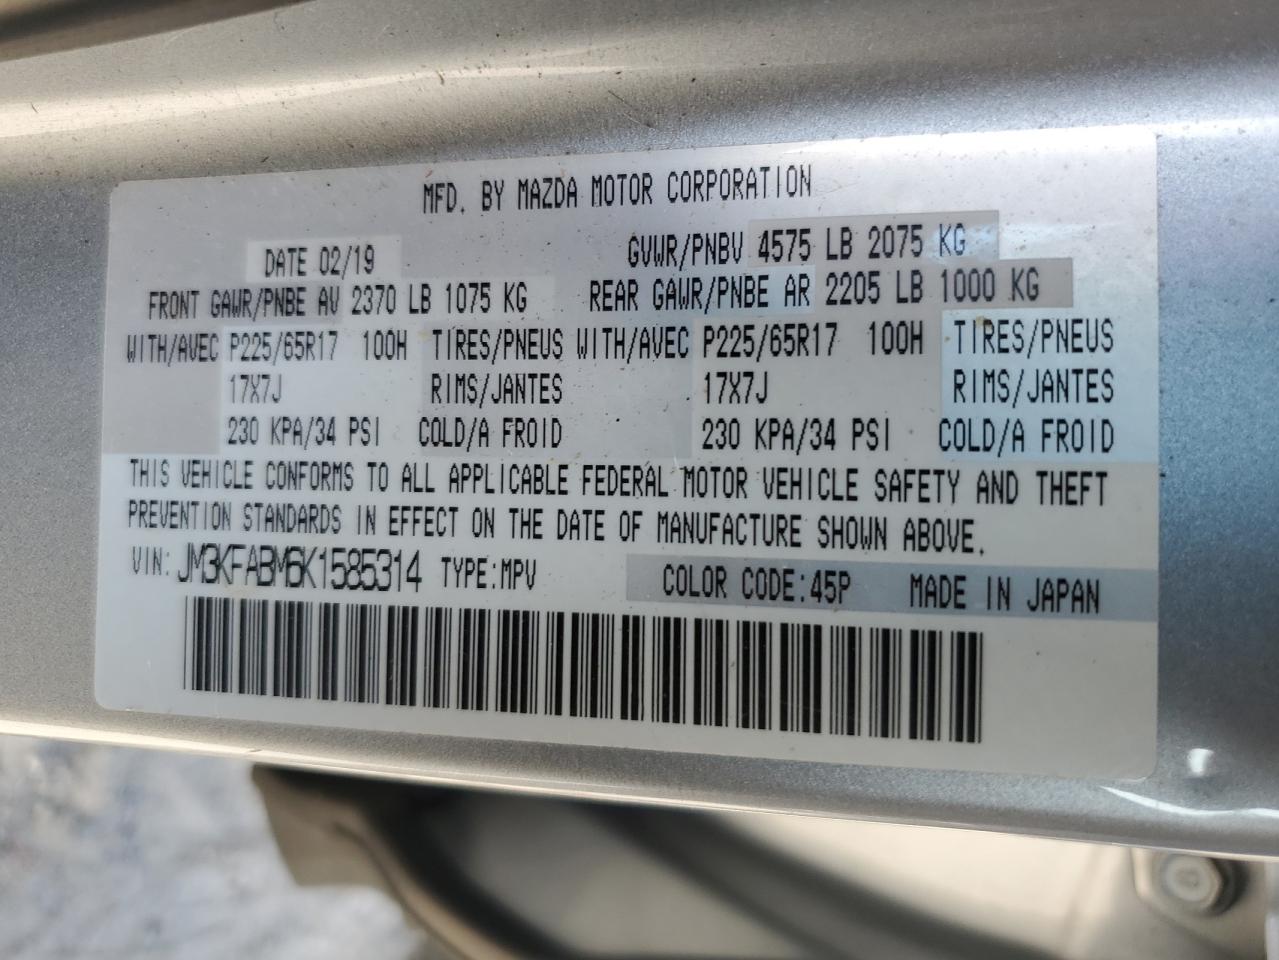 MFD. BY MAZDA MOTOR CORPORATION
DATE 02/19 GVWR/PNBV 4575 LB 2075 KG
FRONT GAWR/PNBE AV 2370 LB 1075 KG REAR GAWR/PNBE AR 2205 LB 1000 KG
WITH/AVEC P225/65R17 100H TIRES/PNEUS WITH/AVEC P225/65R17 100H TIRES/PNEUS
17X7J RIMS/JANTES 17X7J RIMS/JANTES
230 KPA/34 PSI COLD/A FROID 230 KPA/34 PSI COLD/A FROID
THIS VEHICLE CONFORMS TO ALL APPLICABLE FEDERAL MOTOR VEHICLE SAFETY AND THEFT
PREVENTION STANDARDS IN EFFECT ON THE DATE OF MANUFACTURE SHOWN ABOVE.
VIN: JM3KFABM6K1585314 TYPE:MPV COLOR CODE:45P MADE IN JAPAN